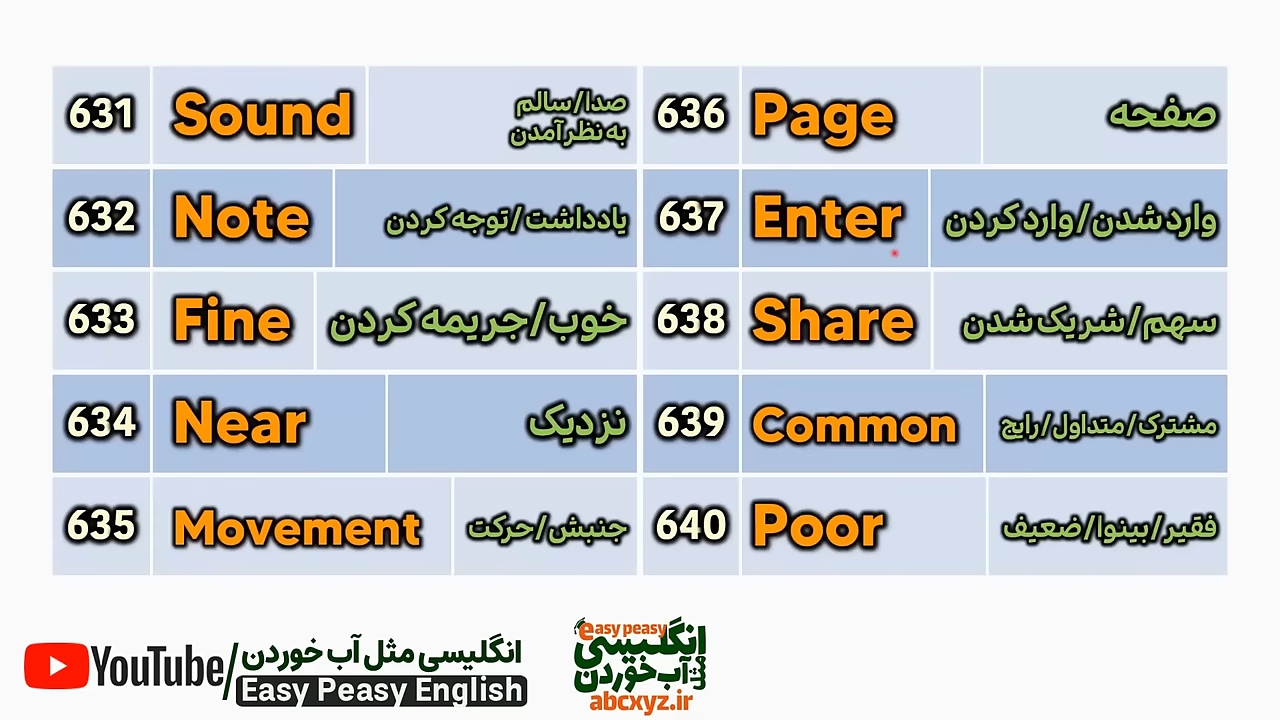 631 Sound صدا/سالم
به نظر آمدن
632 Note یادداشت/توجه کردن
633 Fine خوب/جریمه کردن
634 Near نزدیک
635 Movement جنبش/حرکت
636 Page صفحه
637 Enter وارد شدن/وارد کردن
638 Share سهم/شریک شدن
639 Common مشترک/متداول/رایج
640 Poor فقیر/بینوا/ضعیف
YouTube/انگلیسی مثل آب خوردن
Easy Peasy English
easy peasy
انگلیسی
مثل آب خوردن
abcxyz.ir